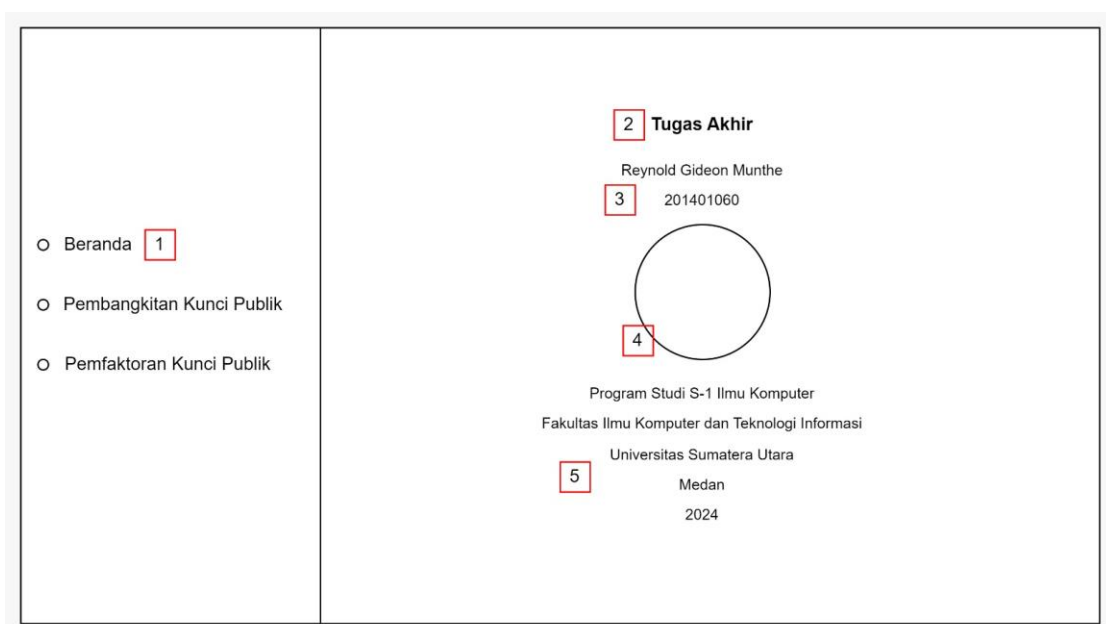 Beranda 1
Pembangkitan Kunci Publik
Pemfaktoran Kunci Publik
2 Tugas Akhir
Reynold Gideon Munthe
3 201401060
4
Program Studi S-1 Ilmu Komputer
Fakultas Ilmu Komputer dan Teknologi Informasi
Universitas Sumatera Utara
5
Medan
2024